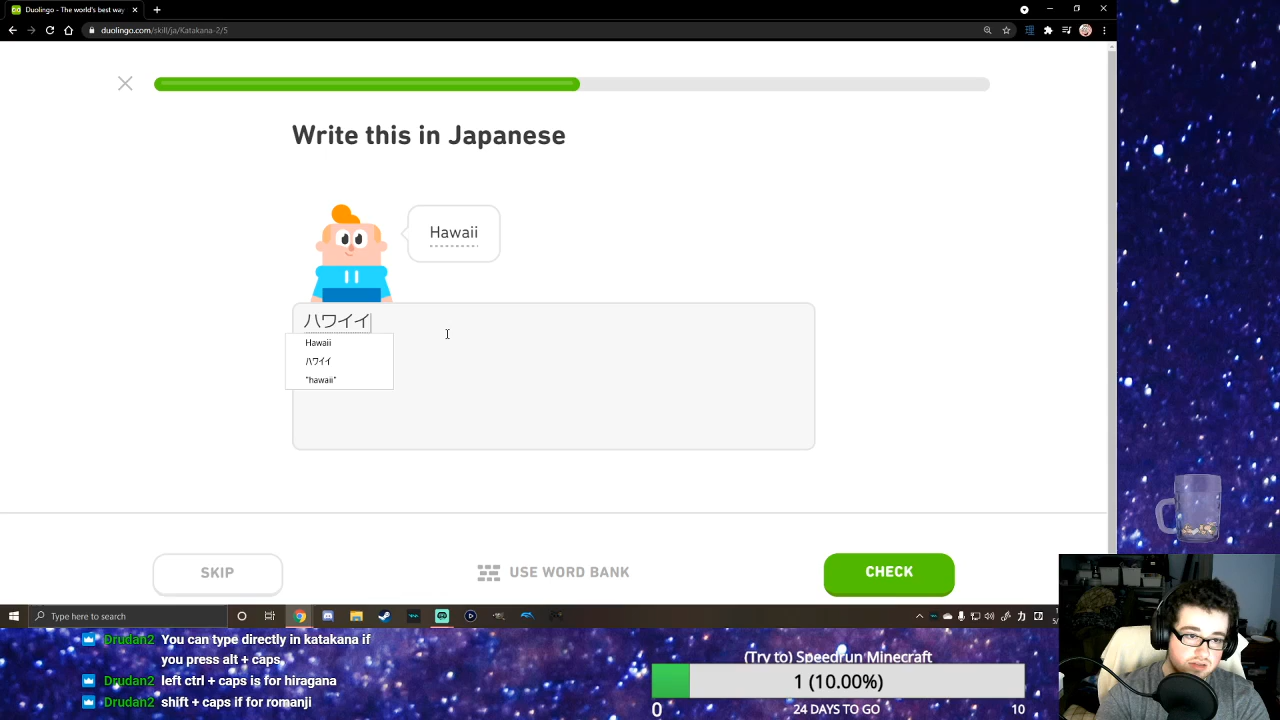 Duolingo - The world's best way
duolingo.com/skill/ja/Katakana-2/5
Write this in Japanese
Hawaii
ハワイイ
Hawaii
ハワイイ
"hawaii"
SKIP
USE WORD BANK
CHECK
Type here to search
Drudan2 You can type directly in katakana if
you press alt + caps
Drudan2 left ctrl + caps is for hiragana
Drudan2 shift + caps if for romanji
(Try to) Speedrun Minecraft
1 (10.00%)
0
24 DAYS TO GO
10